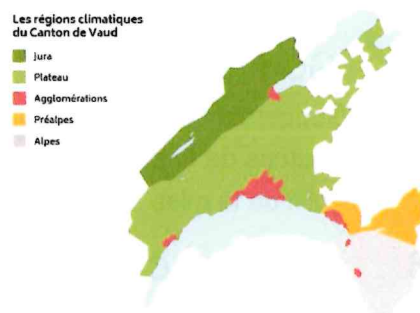 Les régions climatiques
du Canton de Vaud
Jura
Plateau
Agglomérations
Préalpes
Alpes